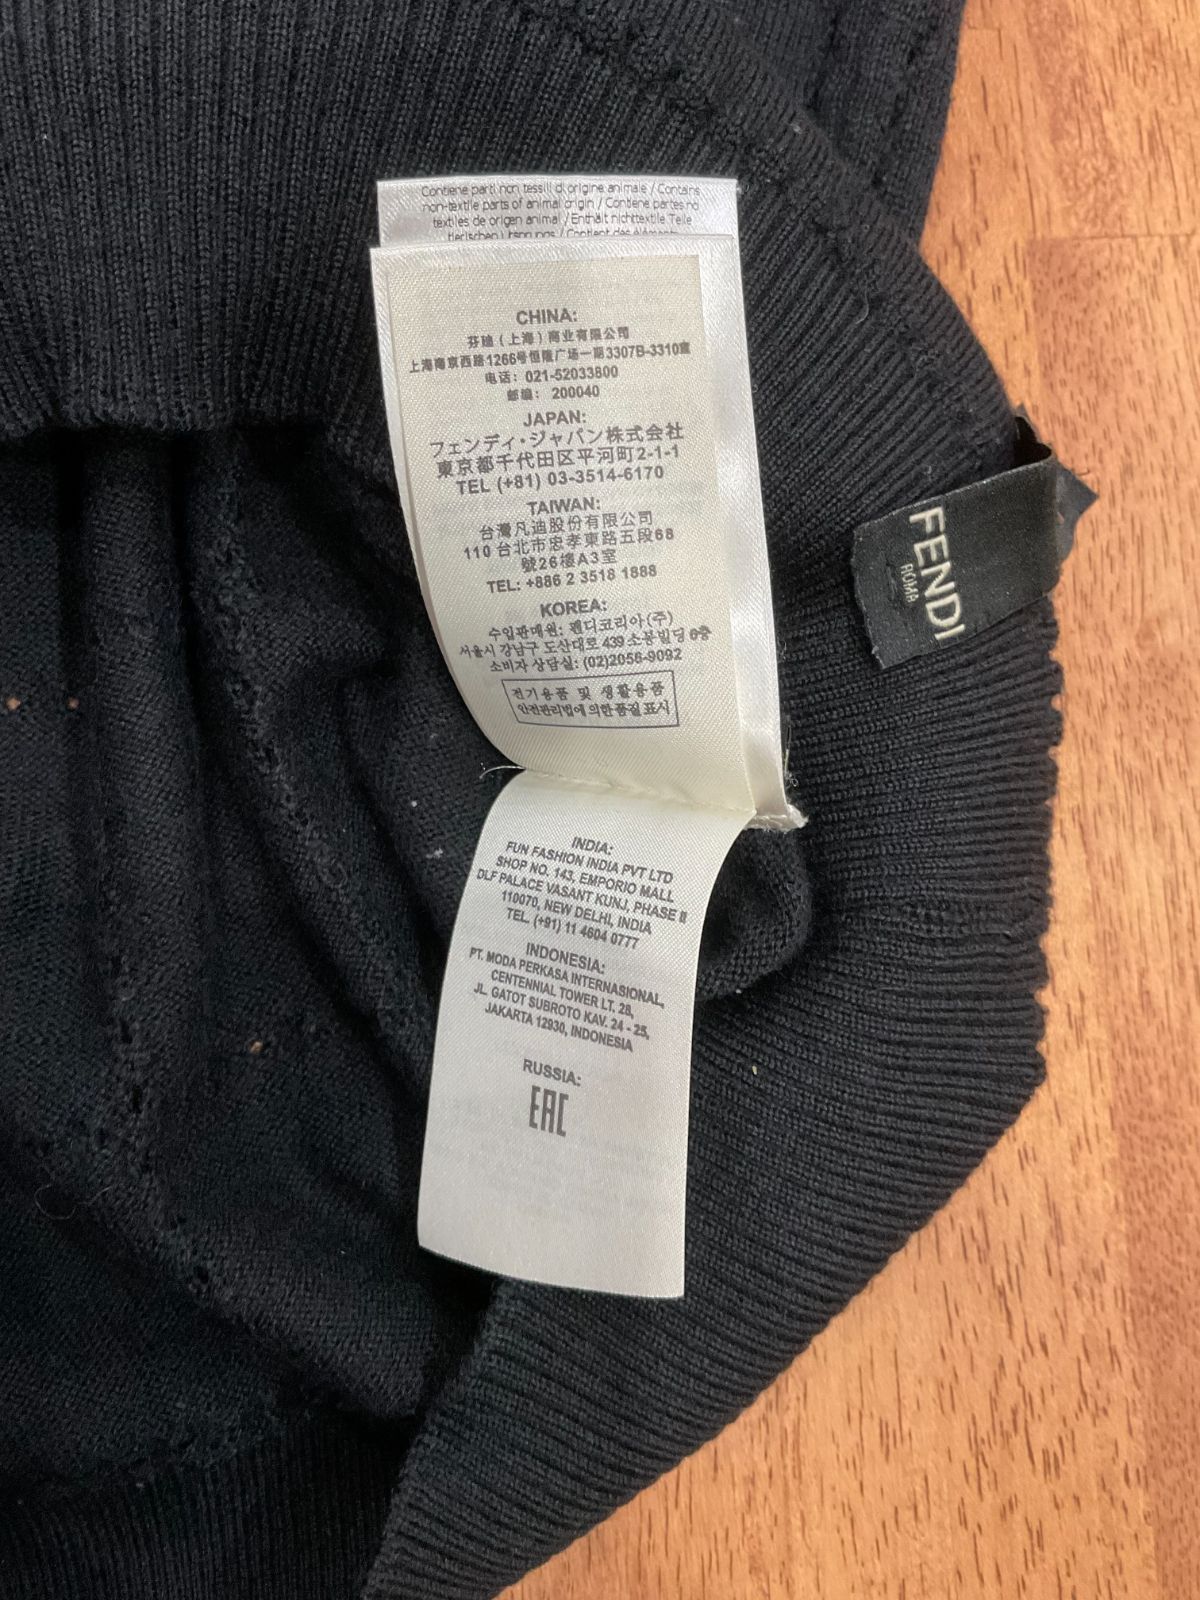 Contiene parti non tessili di origine animale / Contains
non-textile parts of animal origin / Contiene partes no
textiles de origen animal / Enthält nichttextile Teile
tierischen Ursprungs / Contient des éléments
CHINA:
芬迪（上海）商业有限公司
上海南京西路1266号恒隆广场一期3307B-3310室
电话: 021-52033800
邮编: 200040
JAPAN:
フェンディ・ジャパン株式会社
東京都千代田区平河町2-1-1
TEL (+81) 03-3514-6170
TAIWAN:
台灣凡迪股份有限公司
110 台北市忠孝東路五段68
號26樓A3室
TEL: +886 2 3518 1888
KOREA:
수입판매원: 펜디코리아(주)
서울시 강남구 도산대로 439 소봉빌딩 6층
소비자 상담실: (02)2056-9092
전기용품 및 생활용품
안전관리법에 의한 품질표시
FENDI
ROMA
INDIA:
FUN FASHION INDIA PVT LTD
SHOP NO. 143, EMPORIO MALL
DLF PALACE VASANT KUNJ, PHASE II
110070, NEW DELHI, INDIA
TEL. (+91) 11 4604 0777
INDONESIA:
PT. MODA PERKASA INTERNASIONAL,
CENTENNIAL TOWER LT. 28,
JL. GATOT SUBROTO KAV. 24 - 25,
JAKARTA 12930, INDONESIA
RUSSIA:
EAC